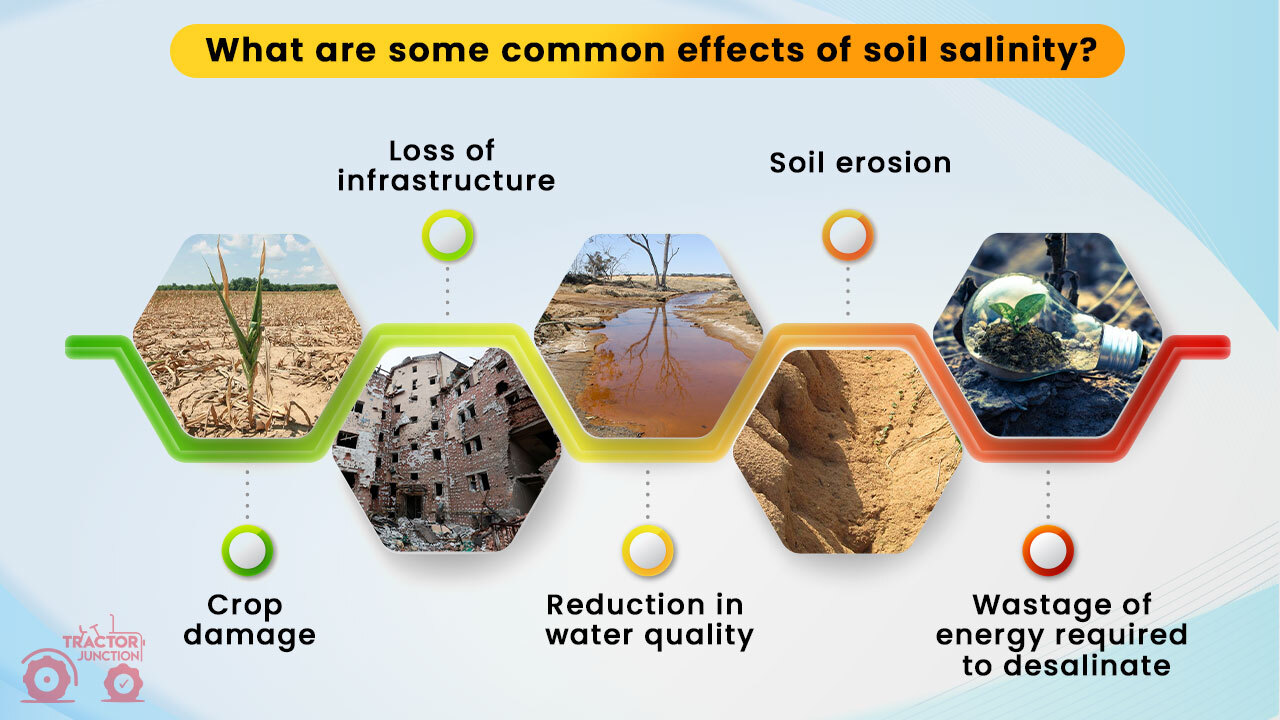 What are some common effects of soil salinity?
Loss of
infrastructure
Soil erosion
Crop
damage
Reduction in
water quality
Wastage of
energy required
to desalinate
TRACTOR
JUNCTION